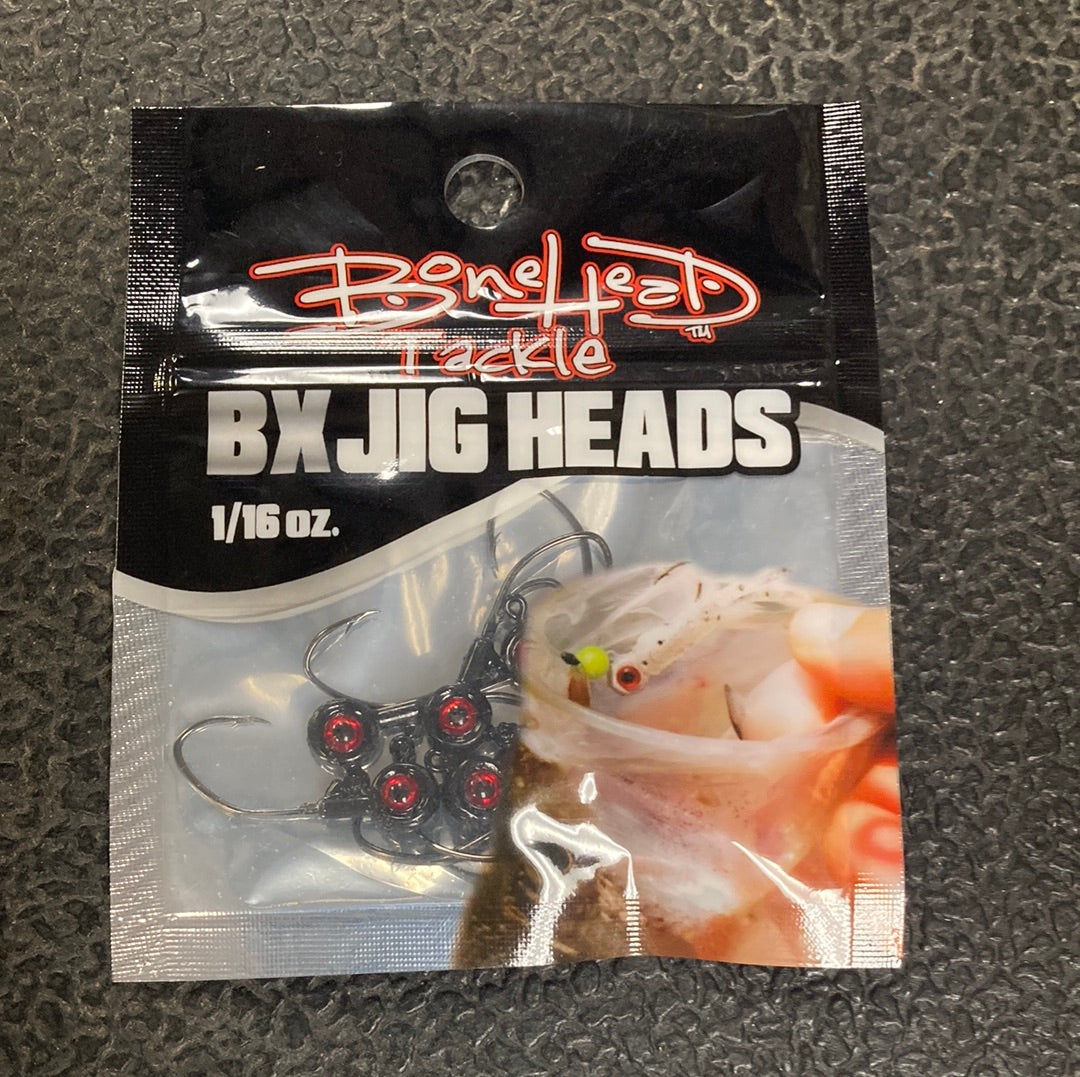 BoneHead
TM
Tackle
BX JIG HEADS
1/16 oz.